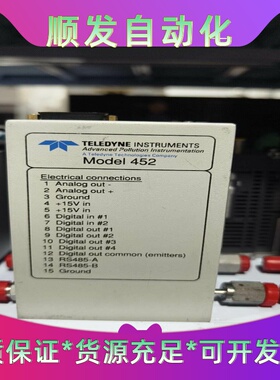 顺发自动化
TELEDYNE INSTRUMENTS
Advanced Pollution Instrumentation
A Teledyne Technologies Company
Model 452
Electrical connections
1 Analog out -
2 Analog out +
3 Ground
4 +15V in
5 +15V in
6 Digital in #1
7 Digital in #2
8 Digital out #1
9 Digital out #2
10 Digital out #3
11 Digital out #4
12 Digital out common (emitters)
13 RS485-A
14 RS485-B
15 Ground
质保证*货源充足*可开发